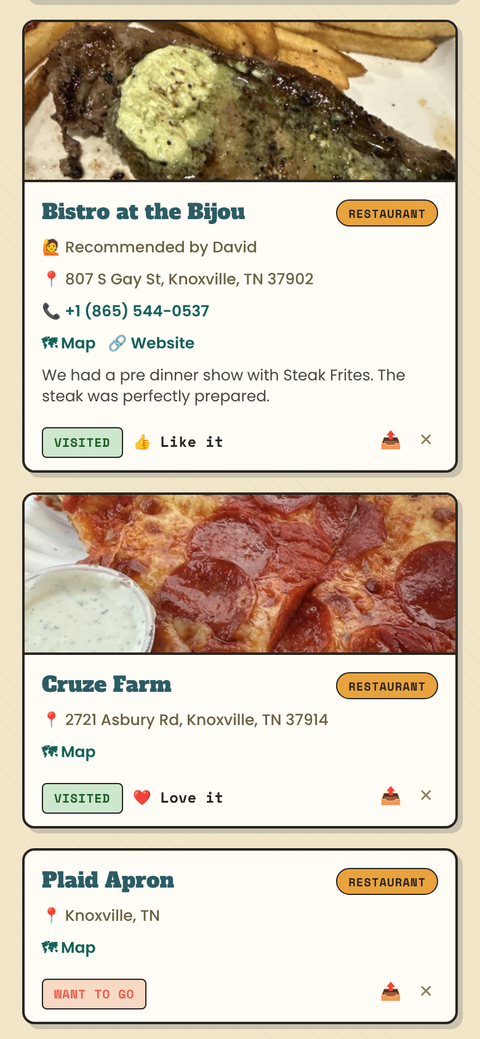 Bistro at the Bijou
RESTAURANT
🙋 Recommended by David
📍 807 S Gay St, Knoxville, TN 37902
📞 +1 (865) 544-0537
🗺 Map 🔗 Website
We had a pre dinner show with Steak Frites. The
steak was perfectly prepared.
VISITED 👍 Like it 📤 ✕
Cruze Farm
RESTAURANT
📍 2721 Asbury Rd, Knoxville, TN 37914
🗺 Map
VISITED ❤️ Love it 📤 ✕
Plaid Apron
RESTAURANT
📍 Knoxville, TN
🗺 Map
WANT TO GO 📤 ✕